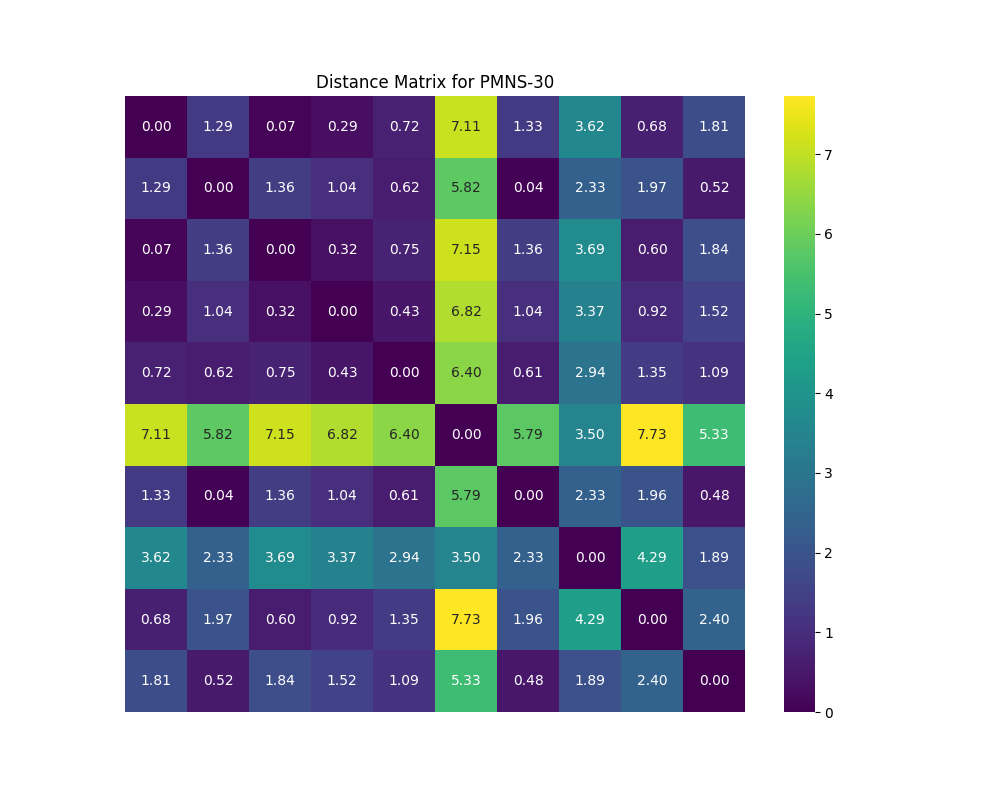 Distance Matrix for PMNS-30
0.00 1.29 0.07 0.29 0.72 7.11 1.33 3.62 0.68 1.81
1.29 0.00 1.36 1.04 0.62 5.82 0.04 2.33 1.97 0.52
0.07 1.36 0.00 0.32 0.75 7.15 1.36 3.69 0.60 1.84
0.29 1.04 0.32 0.00 0.43 6.82 1.04 3.37 0.92 1.52
0.72 0.62 0.75 0.43 0.00 6.40 0.61 2.94 1.35 1.09
7.11 5.82 7.15 6.82 6.40 0.00 5.79 3.50 7.73 5.33
1.33 0.04 1.36 1.04 0.61 5.79 0.00 2.33 1.96 0.48
3.62 2.33 3.69 3.37 2.94 3.50 2.33 0.00 4.29 1.89
0.68 1.97 0.60 0.92 1.35 7.73 1.96 4.29 0.00 2.40
1.81 0.52 1.84 1.52 1.09 5.33 0.48 1.89 2.40 0.00
7
6
5
4
3
2
1
0